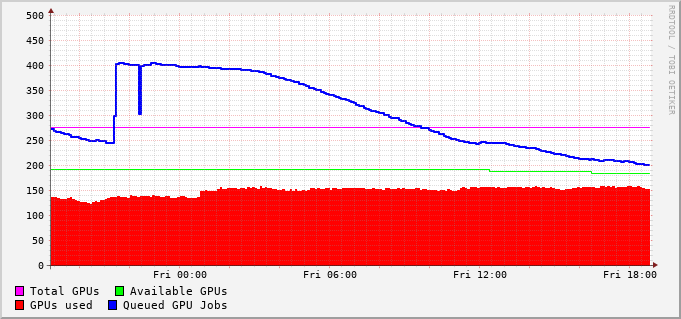 500
450
400
350
300
250
200
150
100
50
0
Fri 00:00 Fri 06:00 Fri 12:00 Fri 18:00
Total GPUs Available GPUs
GPUs used Queued GPU Jobs
RRDTOOL / TOBI OETIKER